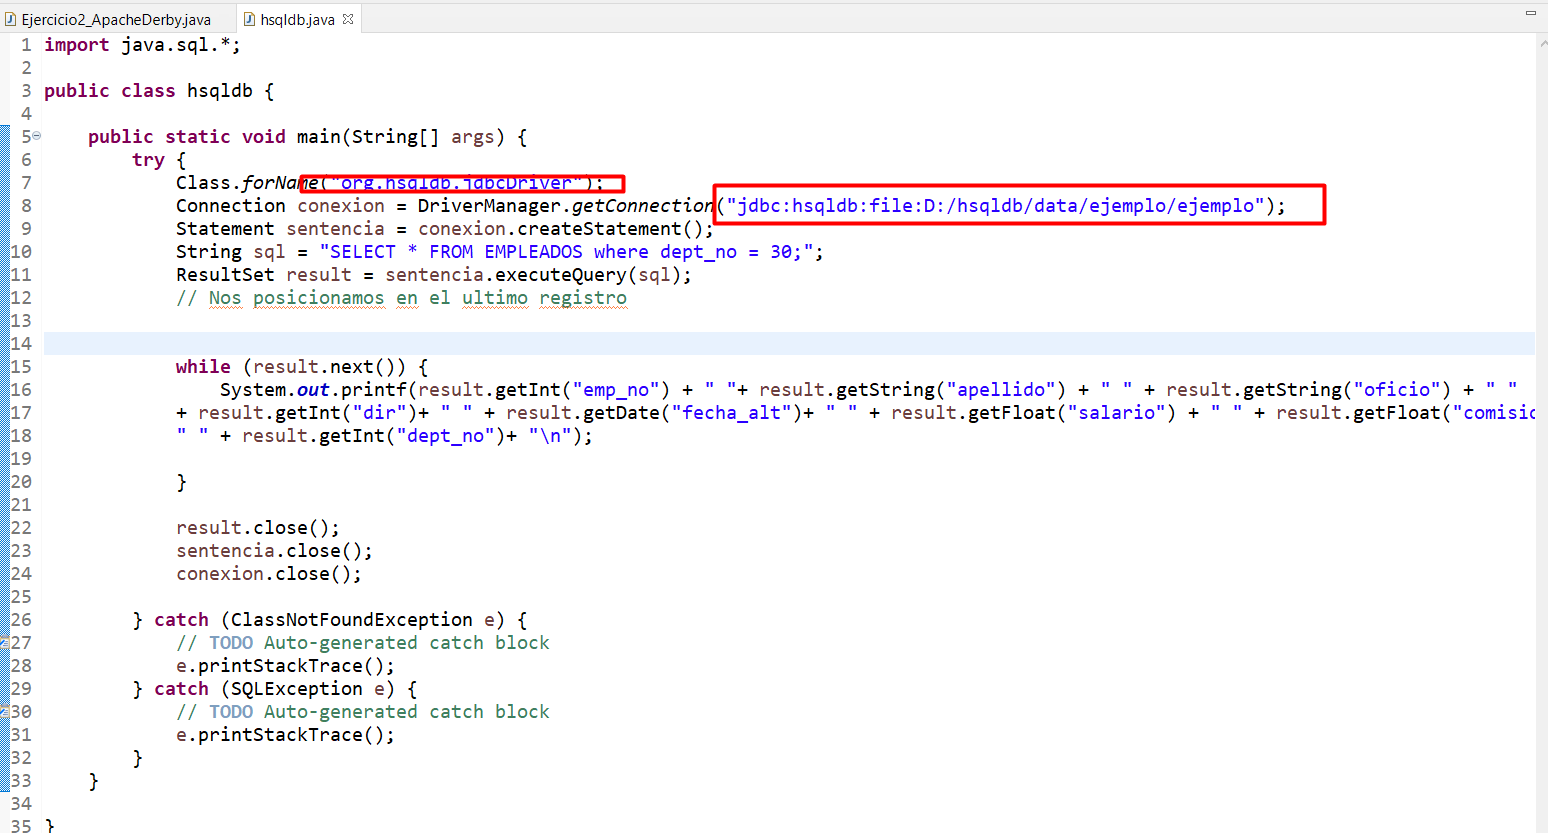 Ejercicio2_ApacheDerby.java
hsqldb.java
1 import java.sql.*;
2
3 public class hsqldb {
4
5 public static void main(String[] args) {
6 try {
7 Class.forName("org.hsqldb.jdbcDriver");
8 Connection conexion = DriverManager.getConnection("jdbc:hsqldb:file:D:/hsqldb/data/ejemplo/ejemplo");
9 Statement sentencia = conexion.createStatement();
10 String sql = "SELECT * FROM EMPLEADOS where dept_no = 30;";
11 ResultSet result = sentencia.executeQuery(sql);
12 // Nos posicionamos en el ultimo registro
13
14
15 while (result.next()) {
16 System.out.printf(result.getInt("emp_no") + " "+ result.getString("apellido") + " " + result.getString("oficio") + " "
17 + result.getInt("dir")+ " " + result.getDate("fecha_alt")+ " " + result.getFloat("salario") + " " + result.getFloat("comisio
18 " " + result.getInt("dept_no")+ "\n");
19
20 }
21
22 result.close();
23 sentencia.close();
24 conexion.close();
25
26 } catch (ClassNotFoundException e) {
27 // TODO Auto-generated catch block
28 e.printStackTrace();
29 } catch (SQLException e) {
30 // TODO Auto-generated catch block
31 e.printStackTrace();
32 }
33 }
34
35 }